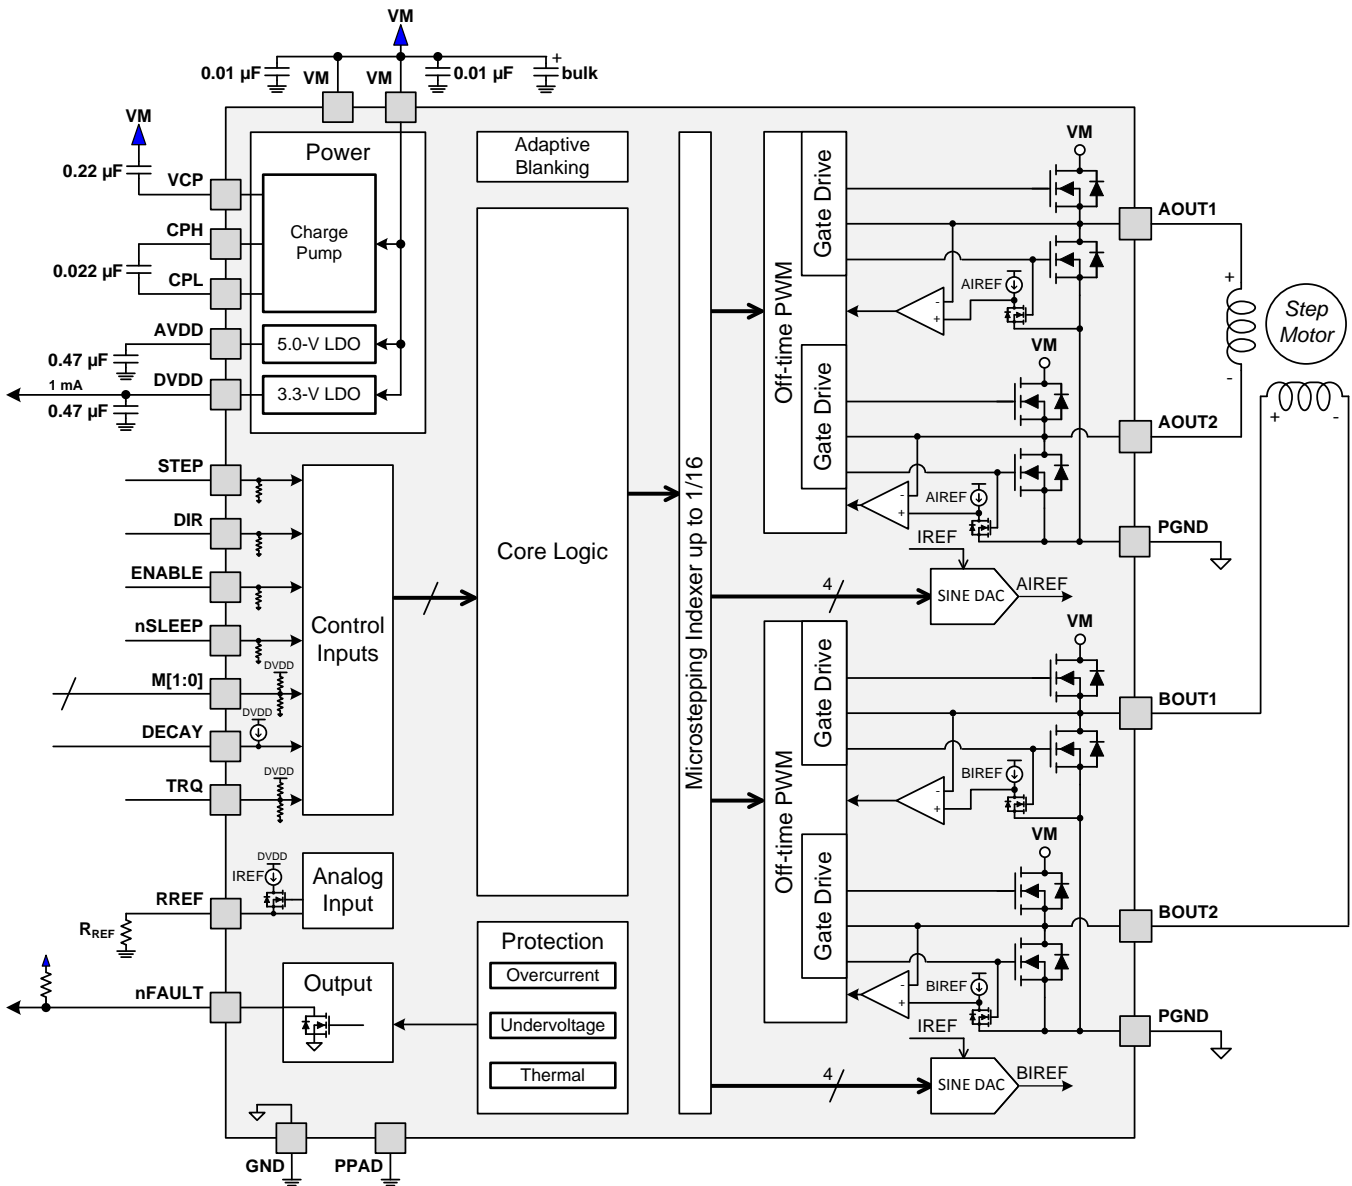 VM
0.01 µF
VM
VM
0.01 µF
+
bulk
VM
0.22 µF
VCP
CPH
0.022 µF
CPL
AVDD
0.47 µF
DVDD
1 mA
0.47 µF
Power
Charge
Pump
5.0-V LDO
3.3-V LDO
STEP
DIR
ENABLE
nSLEEP
M[1:0]
DECAY
TRQ
DVDD
DVDD
DVDD
Control
Inputs
RREF
RREF
DVDD
IREF
Analog
Input
nFAULT
Output
GND
PPAD
Adaptive
Blanking
Core Logic
Protection
Overcurrent
Undervoltage
Thermal
Microstepping Indexer up to 1/16
Off-time PWM
Gate Drive
VM
AIREF
-
+
Gate Drive
VM
AIREF
-
+
IREF
4
SINE DAC
AIREF
Off-time PWM
Gate Drive
VM
BIREF
-
+
Gate Drive
VM
BIREF
-
+
IREF
4
SINE DAC
BIREF
AOUT1
+
-
Step
Motor
+
-
AOUT2
PGND
BOUT1
BOUT2
PGND